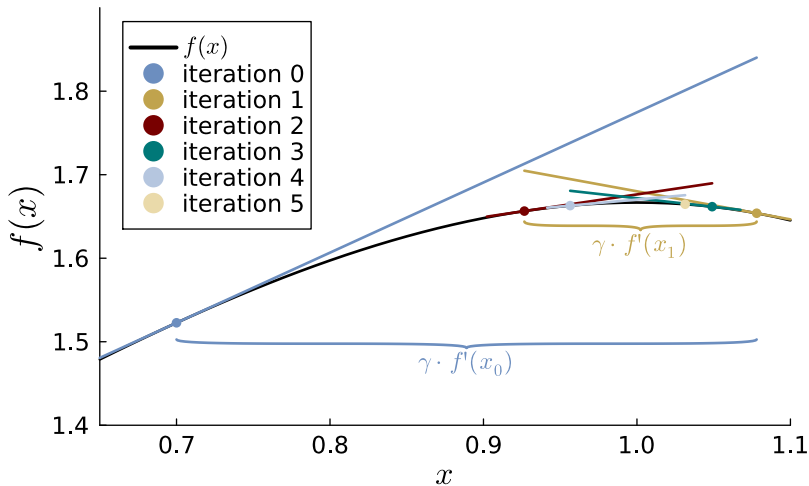 f(x)
iteration 0
iteration 1
iteration 2
iteration 3
iteration 4
iteration 5
1.8
1.7
1.6
1.5
1.4
f(x)
γ · f'(x₁)
γ · f'(x₀)
0.7 0.8 0.9 1.0 1.1
x